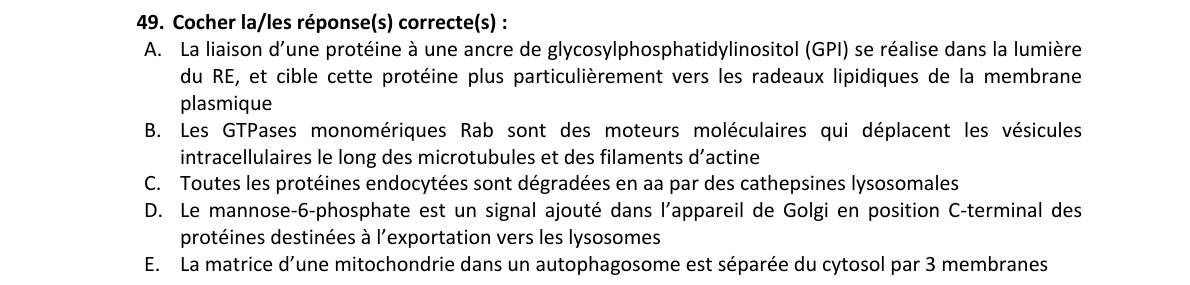 49. Cocher la/les réponse(s) correcte(s) :
A. La liaison d’une protéine à une ancre de glycosylphosphatidylinositol (GPI) se réalise dans la lumière
du RE, et cible cette protéine plus particulièrement vers les radeaux lipidiques de la membrane
plasmique
B. Les GTPases monomériques Rab sont des moteurs moléculaires qui déplacent les vésicules
intracellulaires le long des microtubules et des filaments d’actine
C. Toutes les protéines endocytées sont dégradées en aa par des cathepsines lysosomales
D. Le mannose-6-phosphate est un signal ajouté dans l’appareil de Golgi en position C-terminal des
protéines destinées à l’exportation vers les lysosomes
E. La matrice d’une mitochondrie dans un autophagosome est séparée du cytosol par 3 membranes